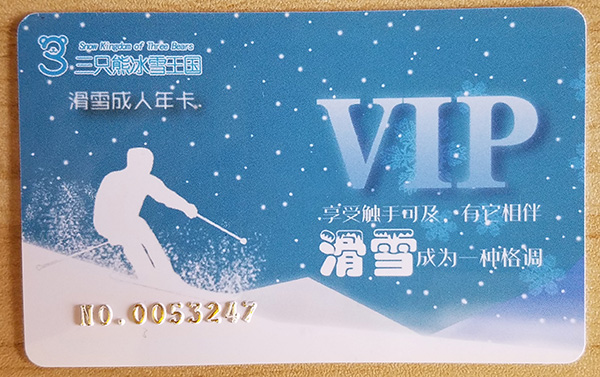 Snow Kingdom of Three Bears
三只熊冰雪王国
滑雪成人年卡
VIP
享受触手可及，有它相伴
滑雪成为一种格调
NO.0053247